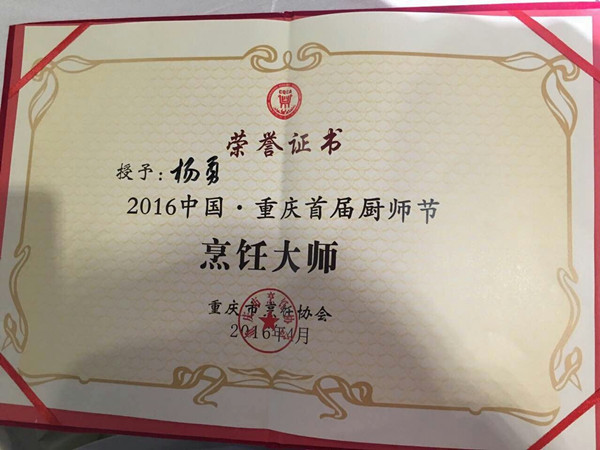 荣誉证书
授予：杨勇
2016中国·重庆首届厨师节
烹饪大师
重庆市烹饪协会
2016年4月